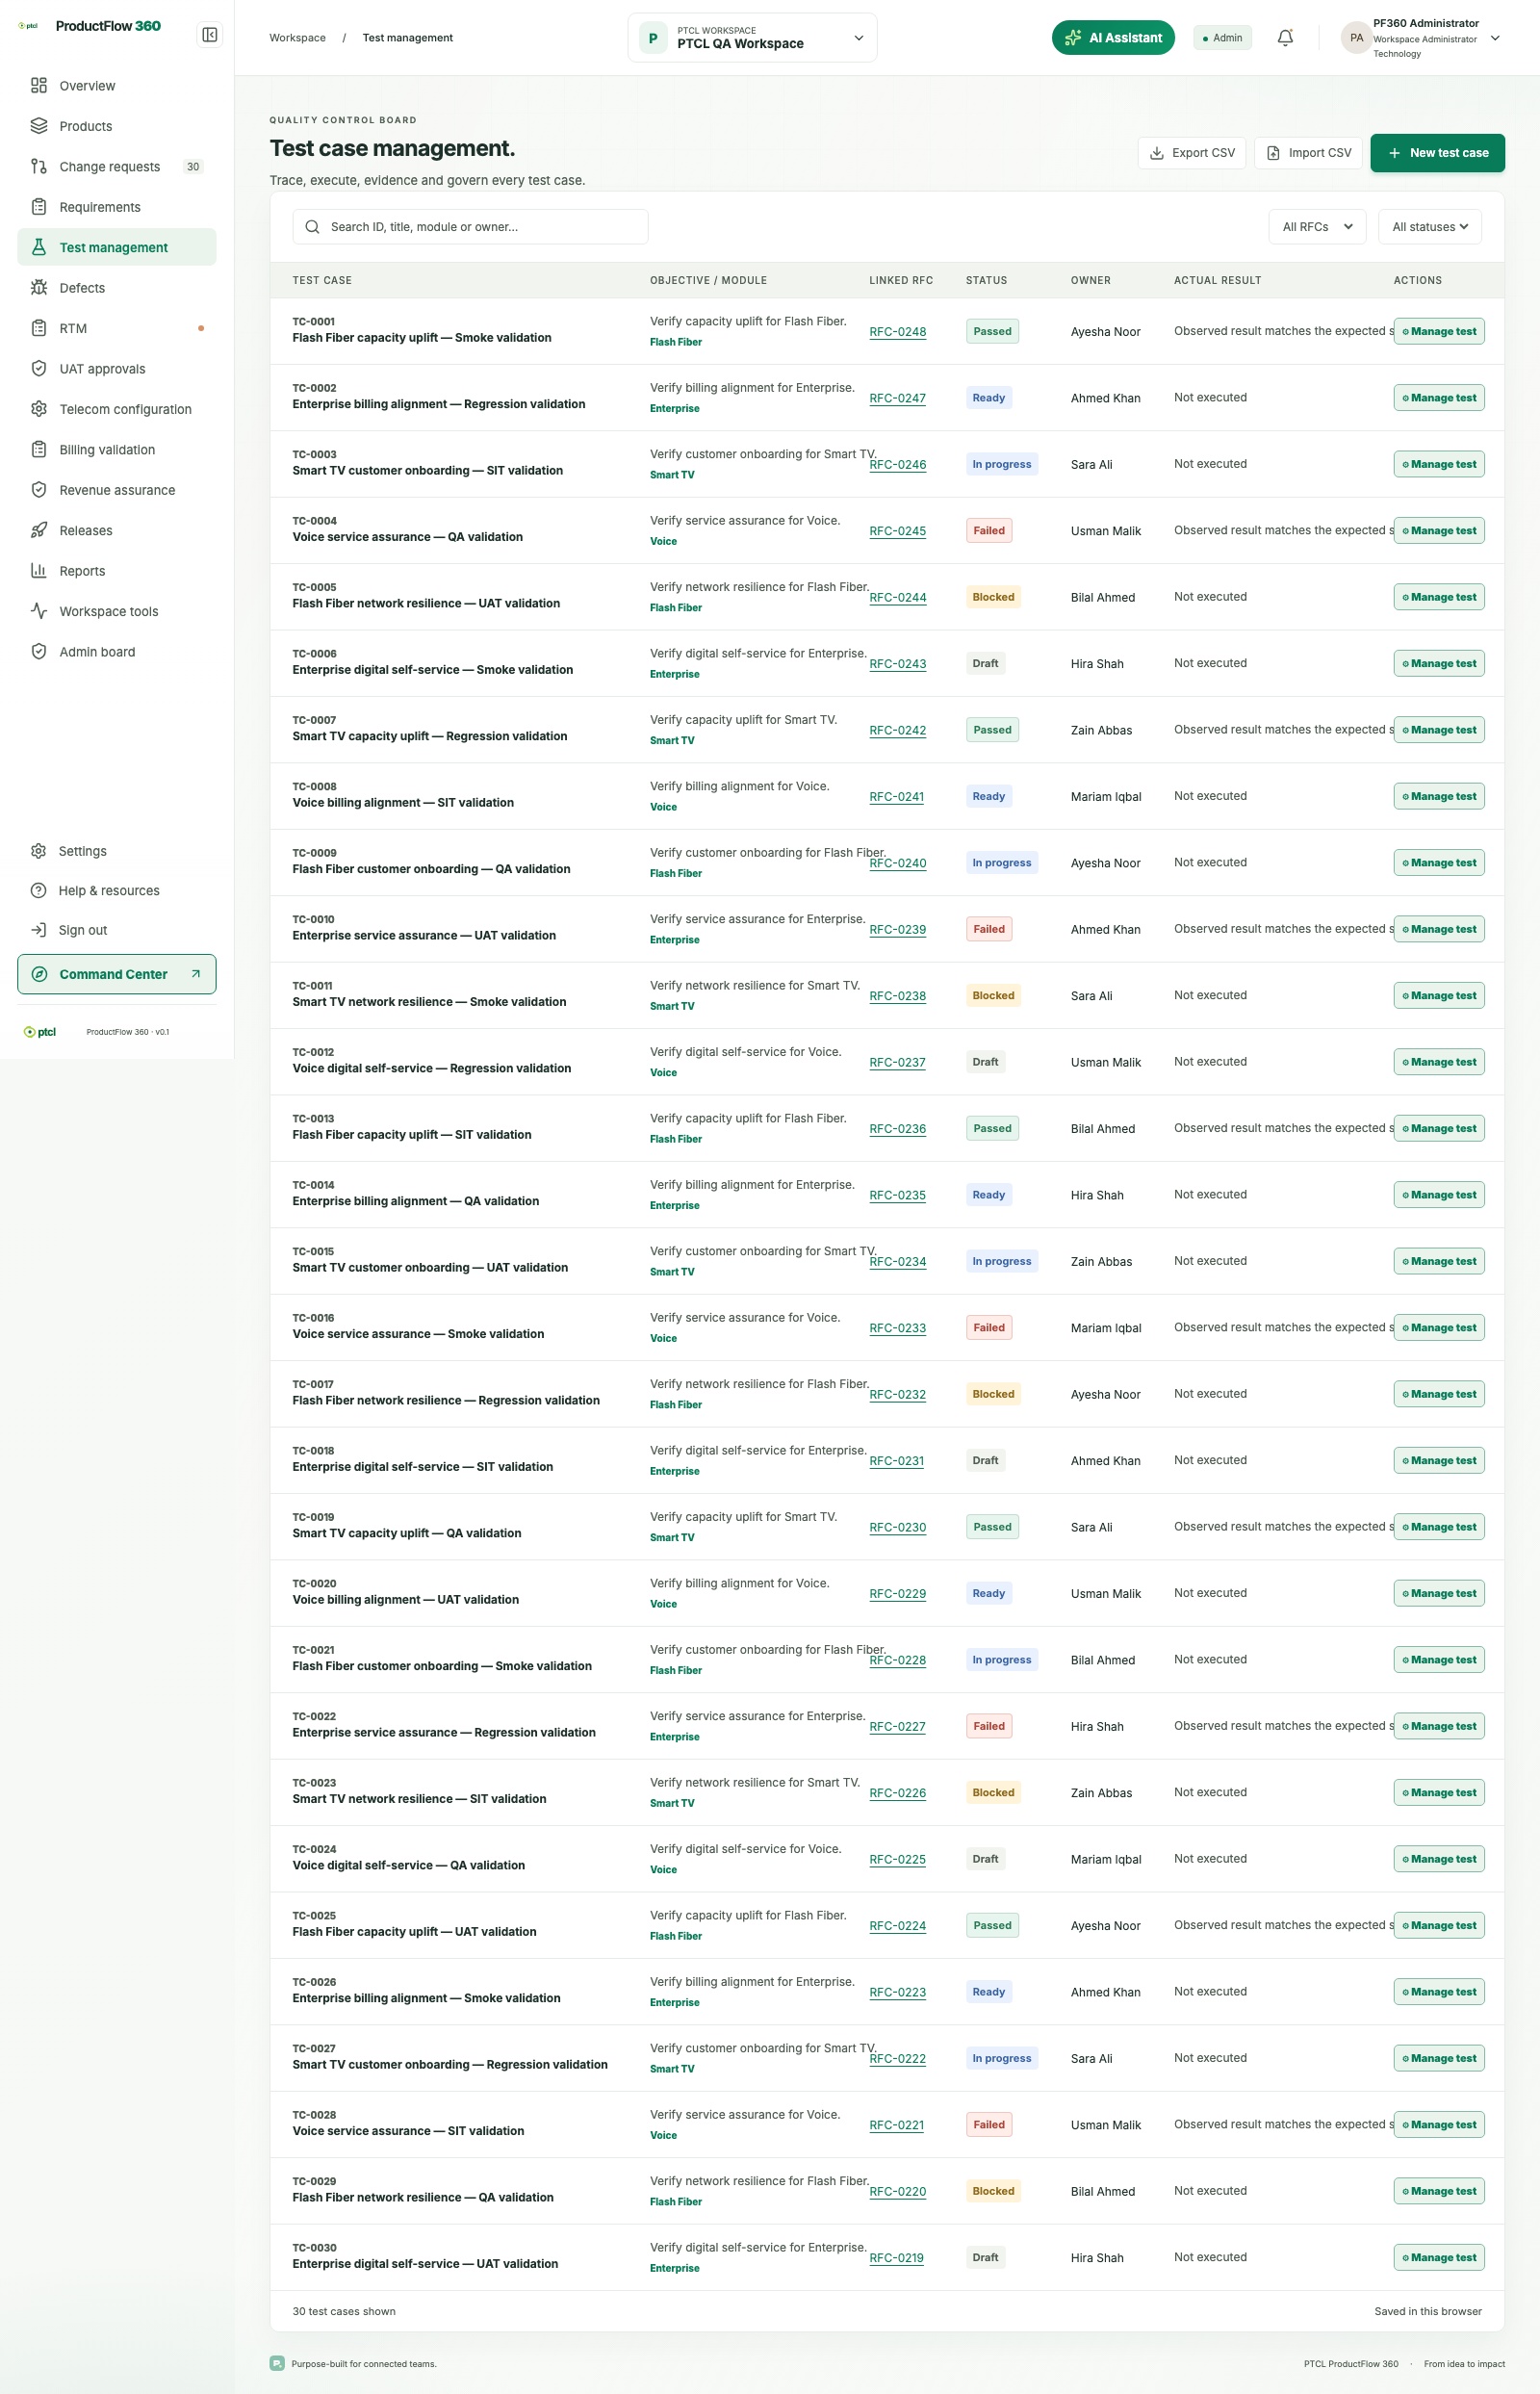 ptcl ProductFlow 360
Overview
Products
Change requests 30
Requirements
Test management
Defects
RTM
UAT approvals
Telecom configuration
Billing validation
Revenue assurance
Releases
Reports
Workspace tools
Admin board
Settings
Help & resources
Sign out
Command Center
ptcl ProductFlow 360 · v0.1
Workspace / Test management
P PTCL WORKSPACE
PTCL QA Workspace
AI Assistant
Admin
PA PF360 Administrator
Workspace Administrator
Technology
QUALITY CONTROL BOARD
Test case management.
Trace, execute, evidence and govern every test case.
Export CSV Import CSV New test case
Search ID, title, module or owner...
All RFCs All statuses
TEST CASE OBJECTIVE / MODULE LINKED RFC STATUS OWNER ACTUAL RESULT ACTIONS
TC-0001 Verify capacity uplift for Flash Fiber.
Flash Fiber capacity uplift — Smoke validation Flash Fiber RFC-0248 Passed Ayesha Noor Observed result matches the expected s Manage test
TC-0002 Verify billing alignment for Enterprise.
Enterprise billing alignment — Regression validation Enterprise RFC-0247 Ready Ahmed Khan Not executed Manage test
TC-0003 Verify customer onboarding for Smart TV.
Smart TV customer onboarding — SIT validation Smart TV RFC-0246 In progress Sara Ali Not executed Manage test
TC-0004 Verify service assurance for Voice.
Voice service assurance — QA validation Voice RFC-0245 Failed Usman Malik Observed result matches the expected s Manage test
TC-0005 Verify network resilience for Flash Fiber.
Flash Fiber network resilience — UAT validation Flash Fiber RFC-0244 Blocked Bilal Ahmed Not executed Manage test
TC-0006 Verify digital self-service for Enterprise.
Enterprise digital self-service — Smoke validation Enterprise RFC-0243 Draft Hira Shah Not executed Manage test
TC-0007 Verify capacity uplift for Smart TV.
Smart TV capacity uplift — Regression validation Smart TV RFC-0242 Passed Zain Abbas Observed result matches the expected s Manage test
TC-0008 Verify billing alignment for Voice.
Voice billing alignment — SIT validation Voice RFC-0241 Ready Mariam Iqbal Not executed Manage test
TC-0009 Verify customer onboarding for Flash Fiber.
Flash Fiber customer onboarding — QA validation Flash Fiber RFC-0240 In progress Ayesha Noor Not executed Manage test
TC-0010 Verify service assurance for Enterprise.
Enterprise service assurance — UAT validation Enterprise RFC-0239 Failed Ahmed Khan Observed result matches the expected s Manage test
TC-0011 Verify network resilience for Smart TV.
Smart TV network resilience — Smoke validation Smart TV RFC-0238 Blocked Sara Ali Not executed Manage test
TC-0012 Verify digital self-service for Voice.
Voice digital self-service — Regression validation Voice RFC-0237 Draft Usman Malik Not executed Manage test
TC-0013 Verify capacity uplift for Flash Fiber.
Flash Fiber capacity uplift — SIT validation Flash Fiber RFC-0236 Passed Bilal Ahmed Observed result matches the expected s Manage test
TC-0014 Verify billing alignment for Enterprise.
Enterprise billing alignment — QA validation Enterprise RFC-0235 Ready Hira Shah Not executed Manage test
TC-0015 Verify customer onboarding for Smart TV.
Smart TV customer onboarding — UAT validation Smart TV RFC-0234 In progress Zain Abbas Not executed Manage test
TC-0016 Verify service assurance for Voice.
Voice service assurance — Smoke validation Voice RFC-0233 Failed Mariam Iqbal Observed result matches the expected s Manage test
TC-0017 Verify network resilience for Flash Fiber.
Flash Fiber network resilience — Regression validation Flash Fiber RFC-0232 Blocked Ayesha Noor Not executed Manage test
TC-0018 Verify digital self-service for Enterprise.
Enterprise digital self-service — SIT validation Enterprise RFC-0231 Draft Ahmed Khan Not executed Manage test
TC-0019 Verify capacity uplift for Smart TV.
Smart TV capacity uplift — QA validation Smart TV RFC-0230 Passed Sara Ali Observed result matches the expected s Manage test
TC-0020 Verify billing alignment for Voice.
Voice billing alignment — UAT validation Voice RFC-0229 Ready Usman Malik Not executed Manage test
TC-0021 Verify customer onboarding for Flash Fiber.
Flash Fiber customer onboarding — Smoke validation Flash Fiber RFC-0228 In progress Bilal Ahmed Not executed Manage test
TC-0022 Verify service assurance for Enterprise.
Enterprise service assurance — Regression validation Enterprise RFC-0227 Failed Hira Shah Observed result matches the expected s Manage test
TC-0023 Verify network resilience for Smart TV.
Smart TV network resilience — SIT validation Smart TV RFC-0226 Blocked Zain Abbas Not executed Manage test
TC-0024 Verify digital self-service for Voice.
Voice digital self-service — QA validation Voice RFC-0225 Draft Mariam Iqbal Not executed Manage test
TC-0025 Verify capacity uplift for Flash Fiber.
Flash Fiber capacity uplift — UAT validation Flash Fiber RFC-0224 Passed Ayesha Noor Observed result matches the expected s Manage test
TC-0026 Verify billing alignment for Enterprise.
Enterprise billing alignment — Smoke validation Enterprise RFC-0223 Ready Ahmed Khan Not executed Manage test
TC-0027 Verify customer onboarding for Smart TV.
Smart TV customer onboarding — Regression validation Smart TV RFC-0222 In progress Sara Ali Not executed Manage test
TC-0028 Verify service assurance for Voice.
Voice service assurance — SIT validation Voice RFC-0221 Failed Usman Malik Observed result matches the expected s Manage test
TC-0029 Verify network resilience for Flash Fiber.
Flash Fiber network resilience — QA validation Flash Fiber RFC-0220 Blocked Bilal Ahmed Not executed Manage test
TC-0030 Verify digital self-service for Enterprise.
Enterprise digital self-service — UAT validation Enterprise RFC-0219 Draft Hira Shah Not executed Manage test
30 test cases shown Saved in this browser
Purpose-built for connected teams. PTCL ProductFlow 360 · From idea to impact